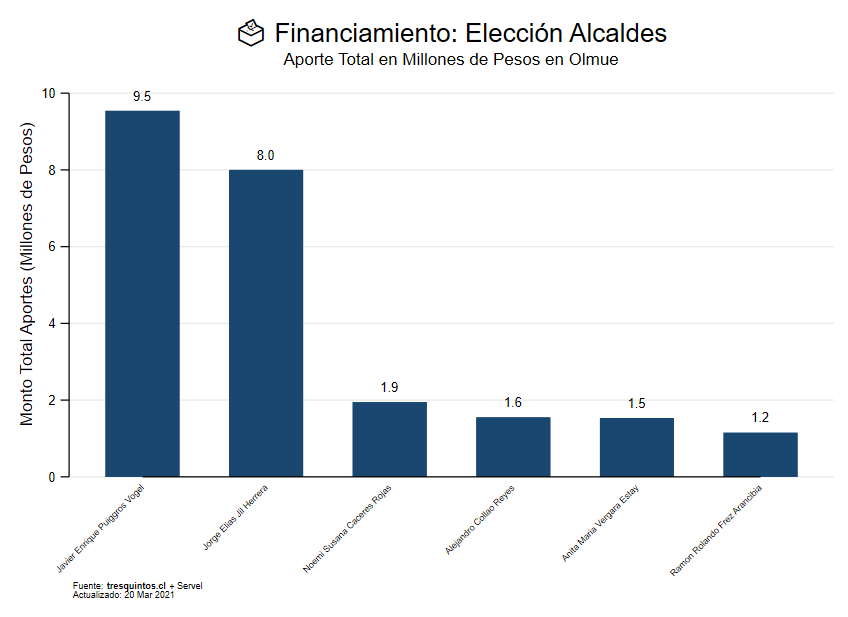 Financiamiento: Elección Alcaldes
Aporte Total en Millones de Pesos en Olmue
Monto Total Aportes (Millones de Pesos)
10
8
6
4
2
0
9.5
8.0
1.9
1.6
1.5
1.2
Javier Enrique Puiggros Vogel
Jorge Elias Jil Herrera
Noemi Susana Caceres Rojas
Alejandro Collao Reyes
Anita Maria Vergara Estay
Ramon Rolando Frez Arancibia
Fuente: tresquintos.cl + Servel
Actualizado: 20 Mar 2021